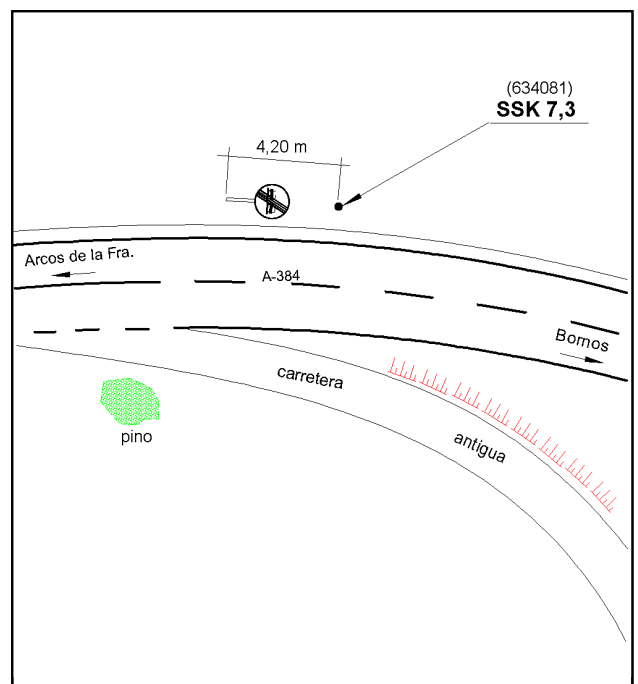 (634081)
SSK 7,3
4,20 m
Arcos de la Fra.
A-384
Bornos
carretera
antigua
pino